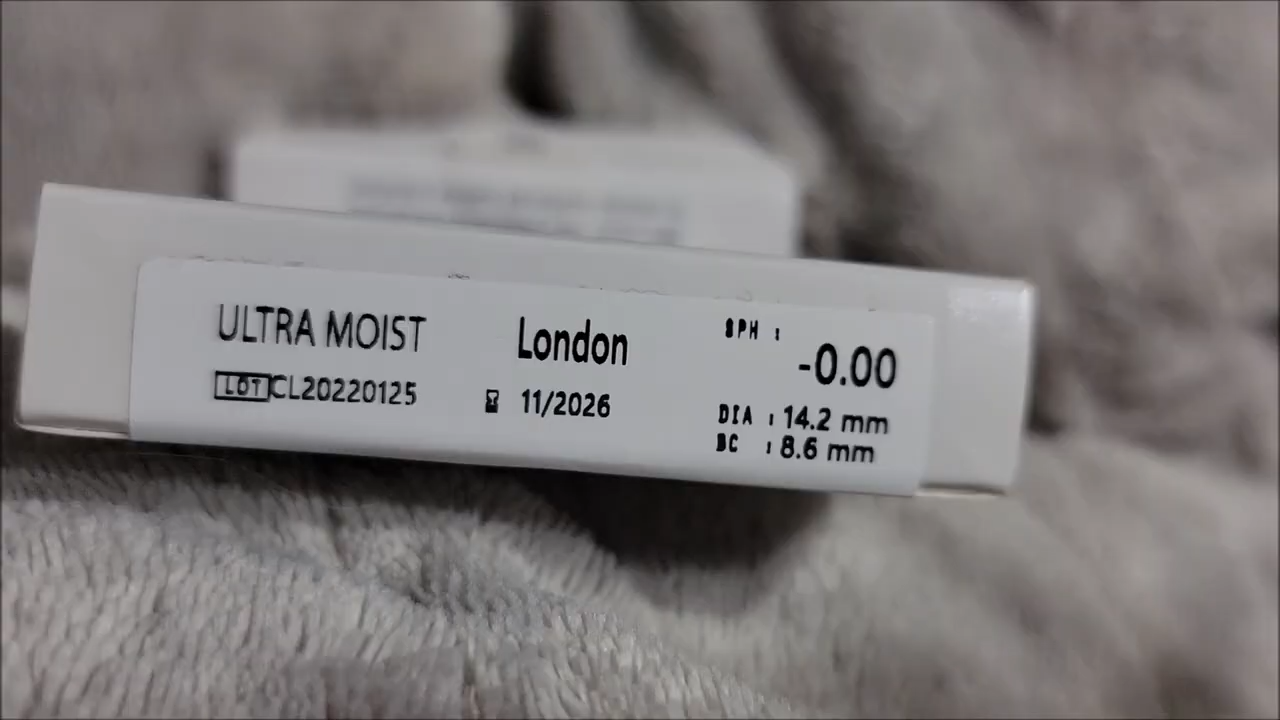 ULTRA MOIST
LOT CL20220125
London
11/2026
SPH : -0.00
DIA : 14.2 mm
BC : 8.6 mm